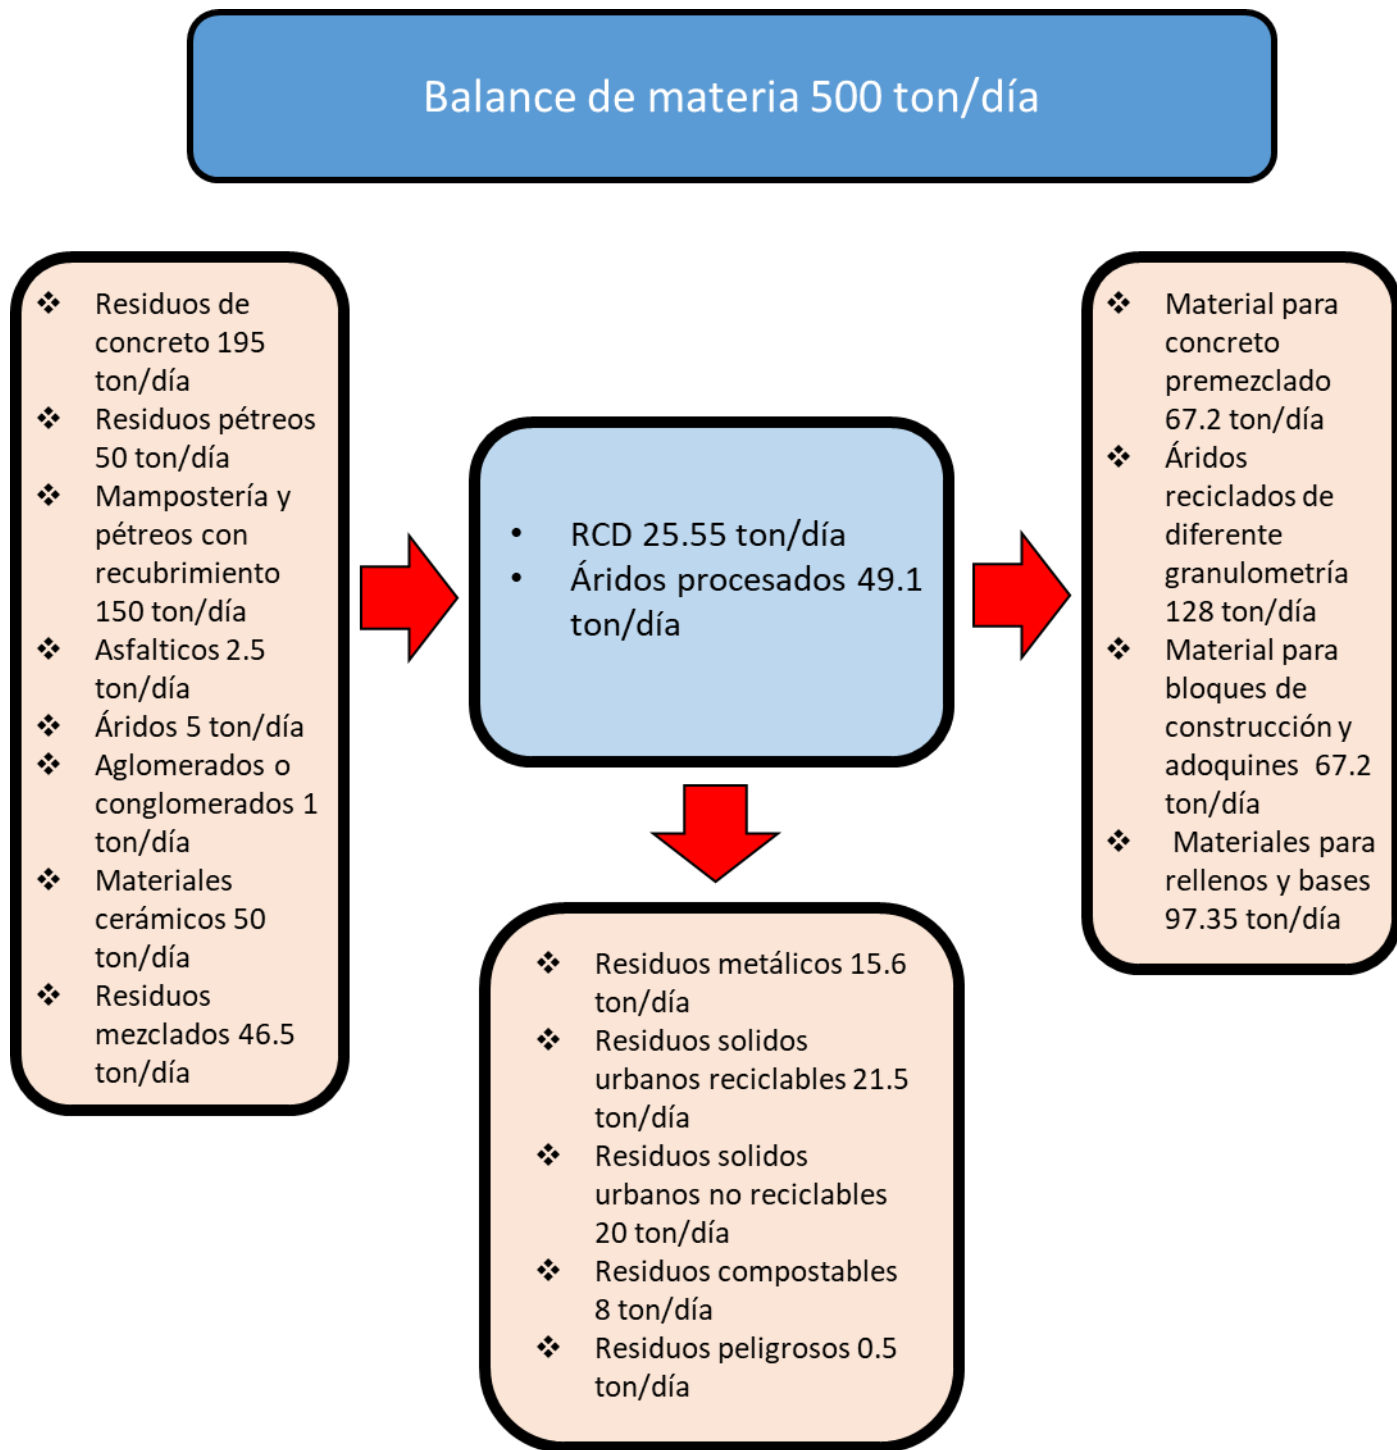 Balance de materia 500 ton/día
❖ Residuos de
concreto 195
ton/día
❖ Residuos pétreos
50 ton/día
❖ Mampostería y
pétreos con
recubrimiento
150 ton/día
❖ Asfalticos 2.5
ton/día
❖ Áridos 5 ton/día
❖ Aglomerados o
conglomerados 1
ton/día
❖ Materiales
cerámicos 50
ton/día
❖ Residuos
mezclados 46.5
ton/día
• RCD 25.55 ton/día
• Áridos procesados 49.1
ton/día
❖ Material para
concreto
premezclado
67.2 ton/día
❖ Áridos
reciclados de
diferente
granulometría
128 ton/día
❖ Material para
bloques de
construcción y
adoquines 67.2
ton/día
❖ Materiales para
rellenos y bases
97.35 ton/día
❖ Residuos metálicos 15.6
ton/día
❖ Residuos solidos
urbanos reciclables 21.5
ton/día
❖ Residuos solidos
urbanos no reciclables
20 ton/día
❖ Residuos compostables
8 ton/día
❖ Residuos peligrosos 0.5
ton/día